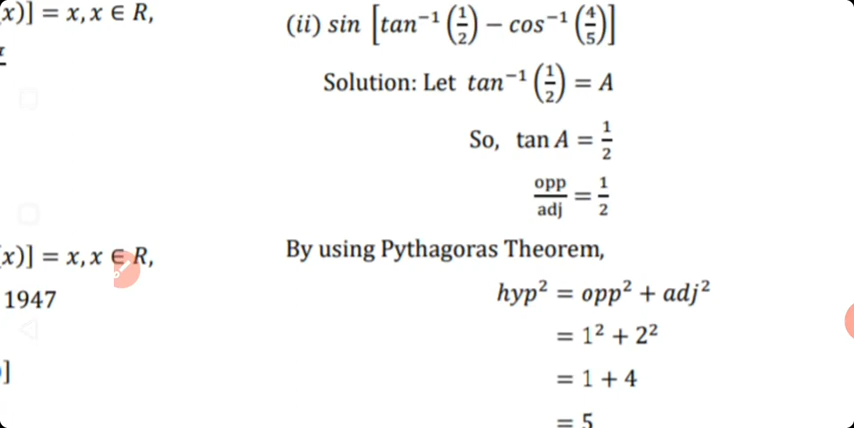 x)] = x, x ∈ R,
(ii) sin [tan⁻¹ (1/2) − cos⁻¹ (4/5)]
Solution: Let tan⁻¹ (1/2) = A
So, tan A = 1/2
opp/adj = 1/2
x)] = x, x ∈ R,
1947
]
By using Pythagoras Theorem,
hyp² = opp² + adj²
= 1² + 2²
= 1 + 4
= 5